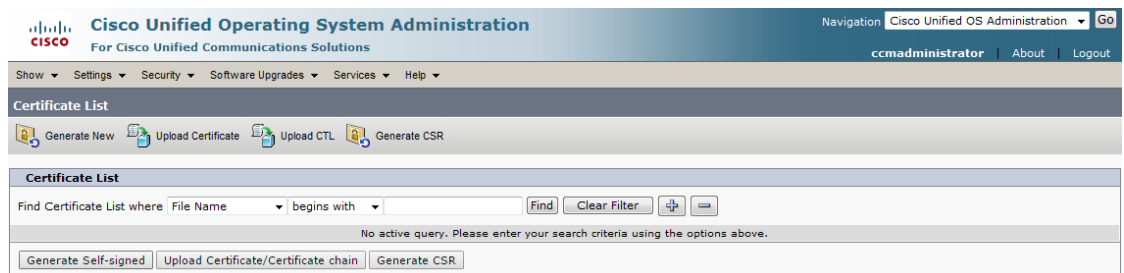 CISCO
Cisco Unified Operating System Administration
For Cisco Unified Communications Solutions
Navigation Cisco Unified OS Administration Go
ccmadministrator | About | Logout
Show Settings Security Software Upgrades Services Help
Certificate List
Generate New Upload Certificate Upload CTL Generate CSR
Certificate List
Find Certificate List where File Name begins with Find Clear Filter
No active query. Please enter your search criteria using the options above.
Generate Self-signed Upload Certificate/Certificate chain Generate CSR